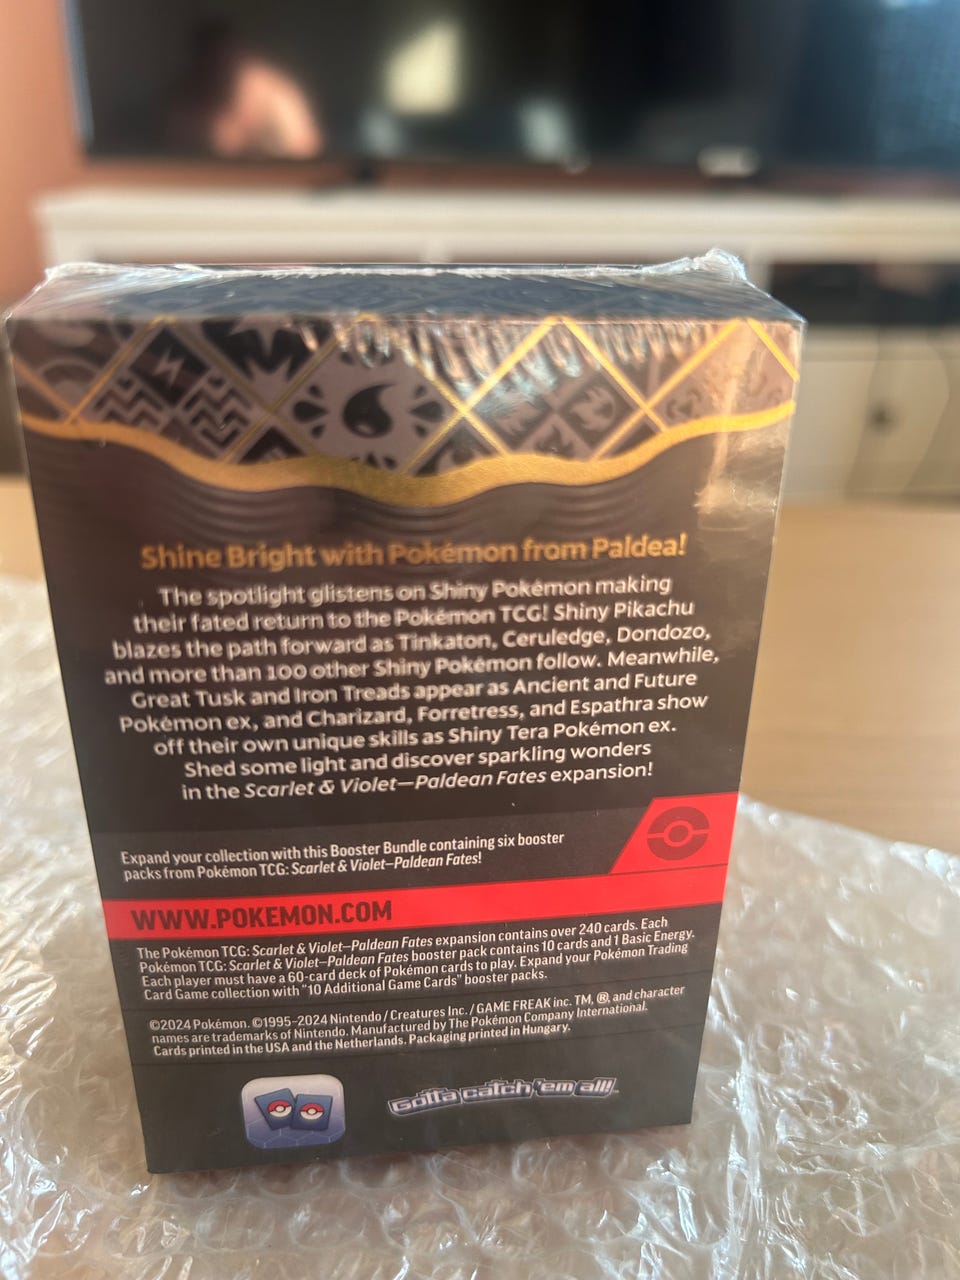 Shine Bright with Pokémon from Paldea!
The spotlight glistens on Shiny Pokémon making
their fated return to the Pokémon TCG! Shiny Pikachu
blazes the path forward as Tinkaton, Ceruledge, Dondozo,
and more than 100 other Shiny Pokémon follow. Meanwhile,
Great Tusk and Iron Treads appear as Ancient and Future
Pokémon ex, and Charizard, Forretress, and Espathra show
off their own unique skills as Shiny Tera Pokémon ex.
Shed some light and discover sparkling wonders
in the Scarlet & Violet—Paldean Fates expansion!
Expand your collection with this Booster Bundle containing six booster
packs from Pokémon TCG: Scarlet & Violet—Paldean Fates!
WWW.POKEMON.COM
The Pokémon TCG: Scarlet & Violet—Paldean Fates expansion contains over 240 cards. Each
Pokémon TCG: Scarlet & Violet—Paldean Fates booster pack contains 10 cards and 1 Basic Energy.
Each player must have a 60-card deck of Pokémon cards to play. Expand your Pokémon Trading
Card Game collection with "10 Additional Game Cards" booster packs.
©2024 Pokémon. ©1995–2024 Nintendo / Creatures Inc. / GAME FREAK inc. TM, ®, and character
names are trademarks of Nintendo. Manufactured by The Pokémon Company International.
Cards printed in the USA and the Netherlands. Packaging printed in Hungary.
Gotta catch 'em all!™